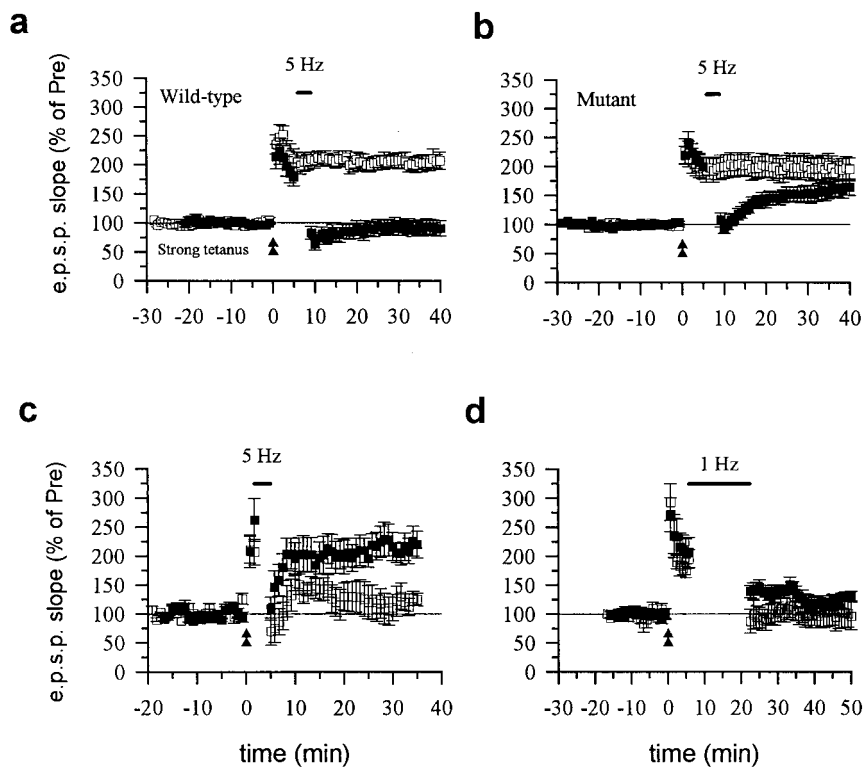 a
b
5 Hz
5 Hz
e.p.s.p. slope (% of Pre)
350
300
250
200
150
100
50
0
Wild-type
Strong tetanus
-30 -20 -10 0 10 20 30 40
350
300
250
200
150
100
50
0
Mutant
-30 -20 -10 0 10 20 30 40
c
d
5 Hz
1 Hz
e.p.s.p. slope (% of Pre)
350
300
250
200
150
100
50
0
-20 -10 0 10 20 30 40
time (min)
350
300
250
200
150
100
50
0
-30 -20 -10 0 10 20 30 40 50
time (min)